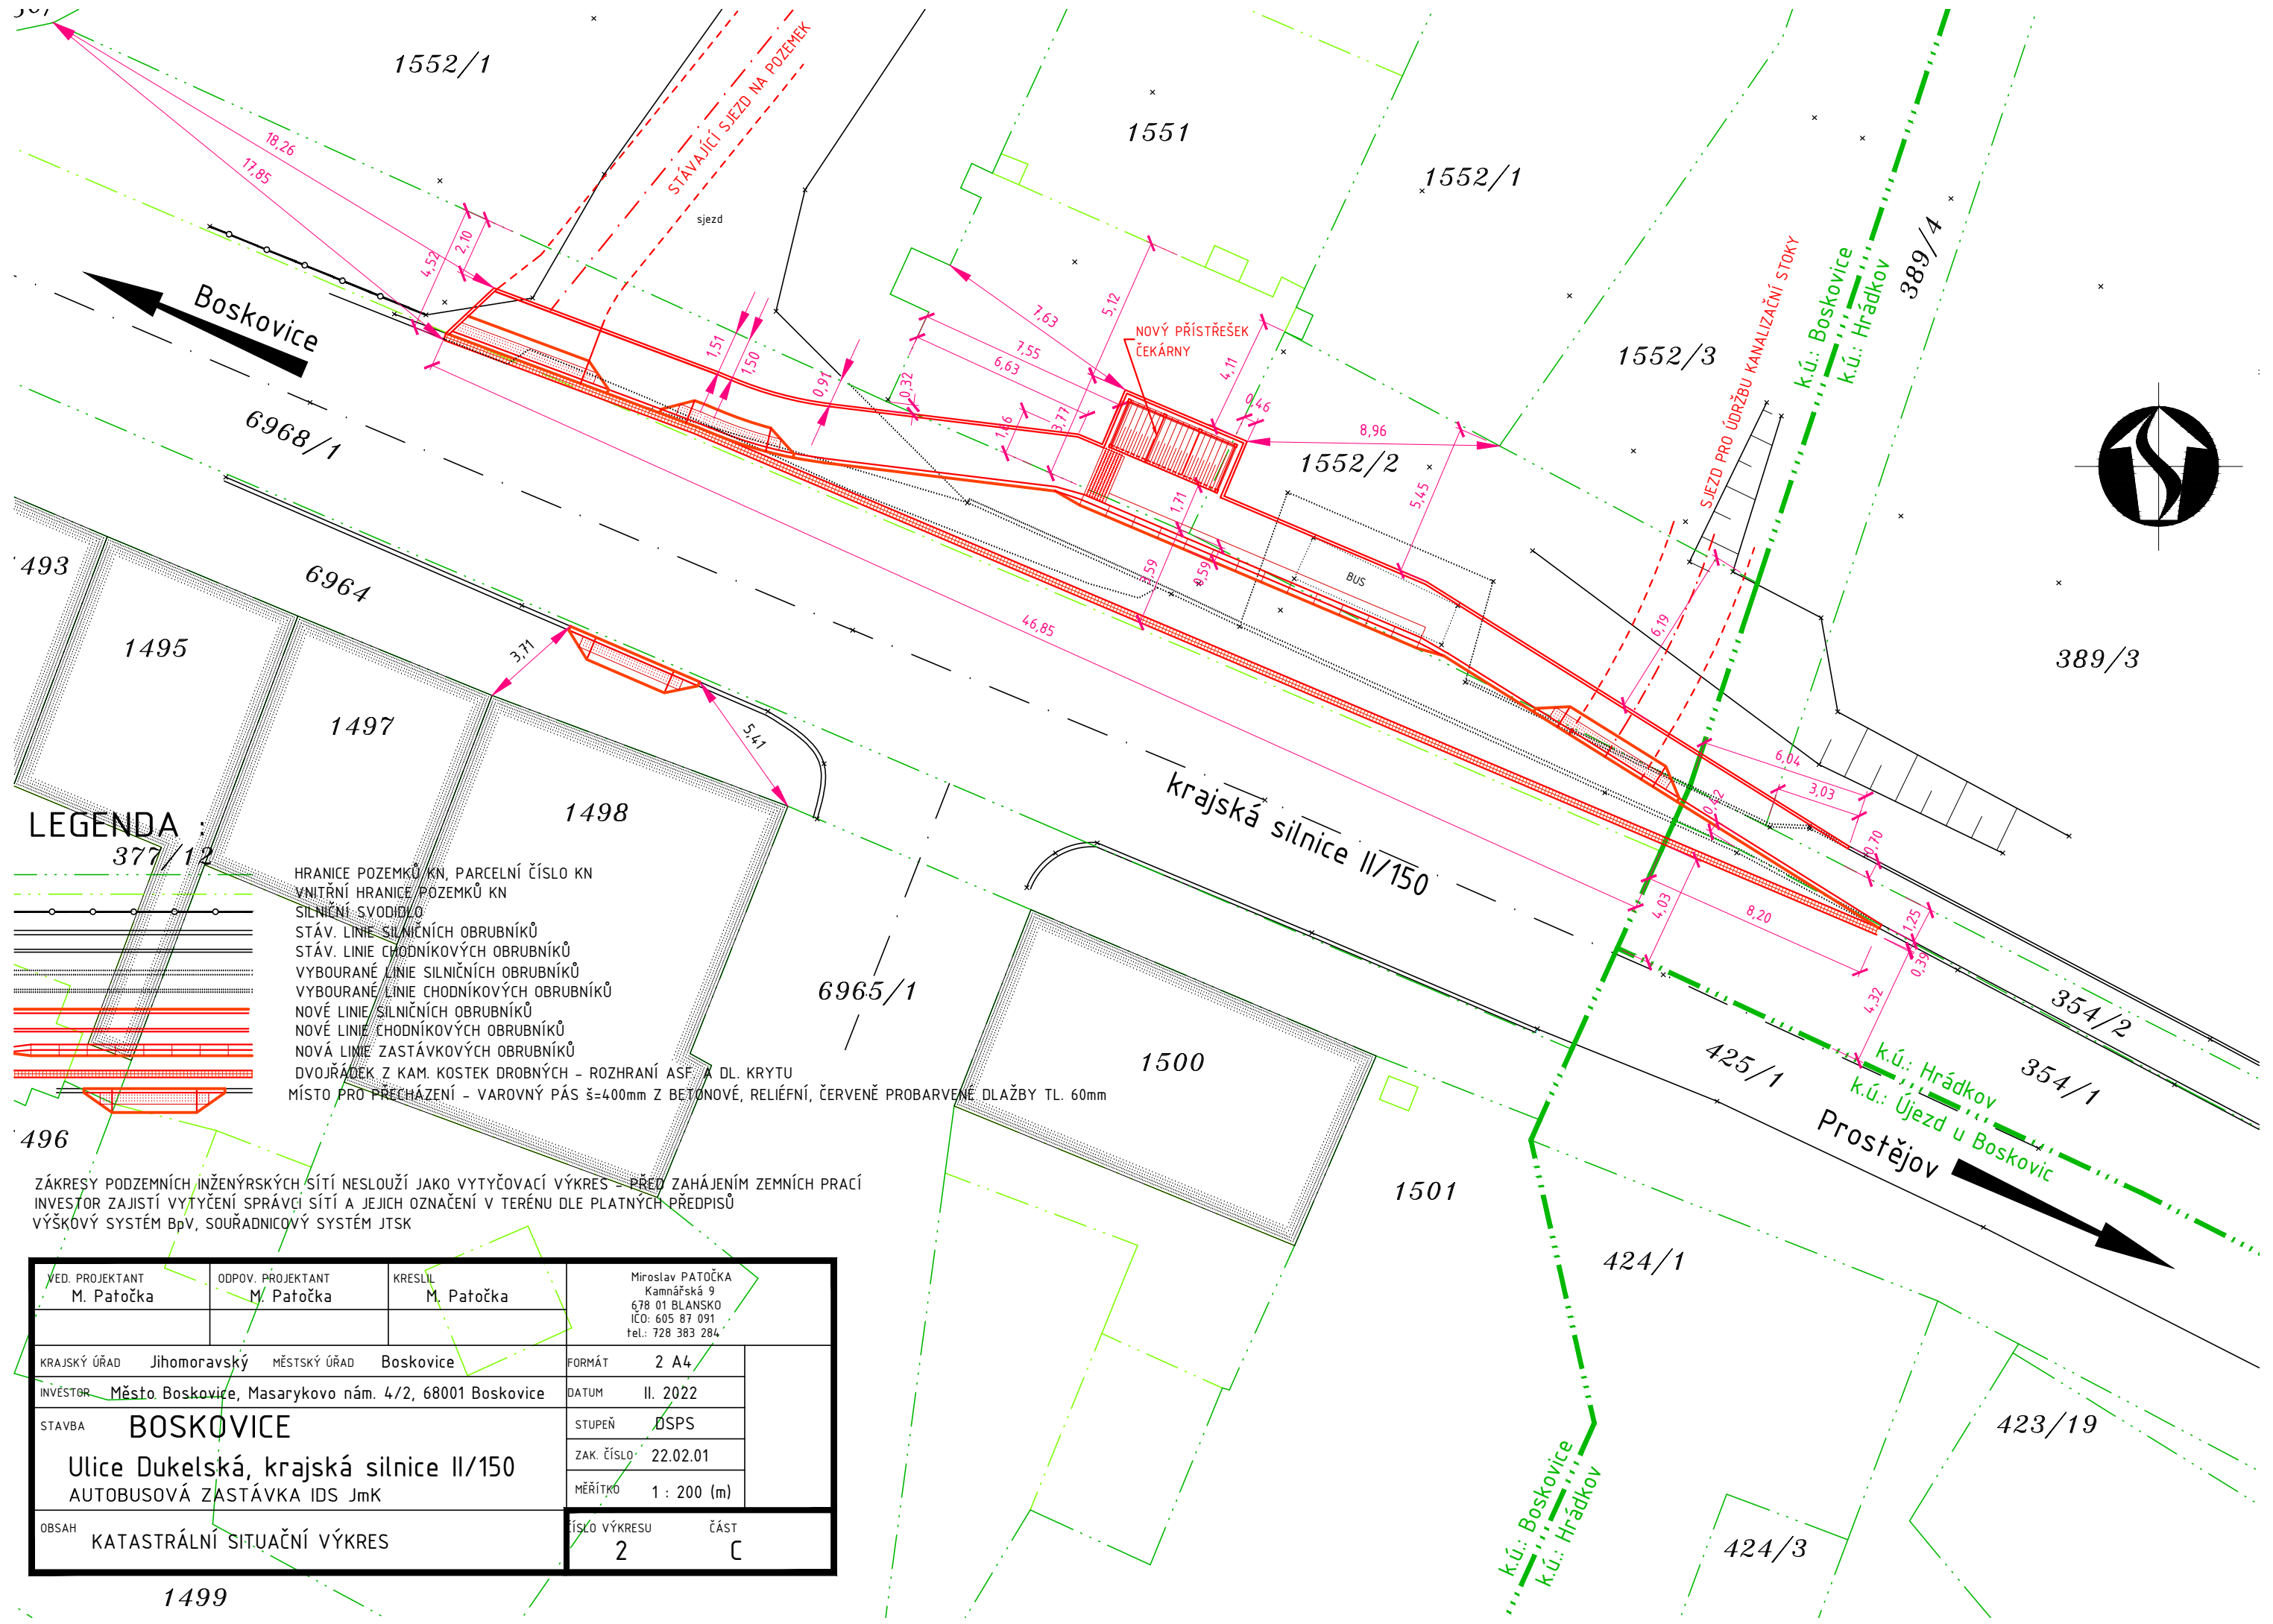 1552/1
18,26
17,85
STÁVAJÍCÍ SJEZD NA POZEMEK
sjezd
1551
1552/1
4,52
2,10
Boskovice
1,51
1,50
0,91
0,32
7,63
5,12
7,55
6,63
NOVÝ PŘÍSTŘEŠEK
ČEKÁRNY
4,11
0,46
3,77
8,96
1552/2
5,45
1,71
0,59
BUS
1552/3
SJEZD PRO ÚDRŽBU KANALIZAČNÍ STOKY
k.ú.: Boskovice
k.ú.: Hrádkov
389/4
389/3
6968/1
6964
493
1495
1497
1498
3,71
5,41
46,85
6,19
6,04
3,03
0,42
0,70
krajská silnice II/150
4,03
8,20
1,25
0,39
4,32
354/2
354/1
425/1
k.ú.: Hrádkov
k.ú.: Újezd u Boskovic
Prostějov
6965/1
1500
1501
424/1
423/19
424/3
k.ú.: Boskovice
k.ú.: Hrádkov
LEGENDA :
377/12
HRANICE POZEMKŮ KN, PARCELNÍ ČÍSLO KN
VNITŘNÍ HRANICE POZEMKŮ KN
SILNIČNÍ SVODIDLO
STÁV. LINIE SILNIČNÍCH OBRUBNÍKŮ
STÁV. LINIE CHODNÍKOVÝCH OBRUBNÍKŮ
VYBOURANÉ LINIE SILNIČNÍCH OBRUBNÍKŮ
VYBOURANÉ LINIE CHODNÍKOVÝCH OBRUBNÍKŮ
NOVÉ LINIE SILNIČNÍCH OBRUBNÍKŮ
NOVÉ LINIE CHODNÍKOVÝCH OBRUBNÍKŮ
NOVÁ LINIE ZASTÁVKOVÝCH OBRUBNÍKŮ
DVOJŘÁDEK Z KAM. KOSTEK DROBNÝCH - ROZHRANÍ ASF. A DL. KRYTU
MÍSTO PRO PŘECHÁZENÍ - VAROVNÝ PÁS š=400mm Z BETONOVÉ, RELIÉFNÍ, ČERVENĚ PROBARVENÉ DLAŽBY TL. 60mm
496
ZÁKRESY PODZEMNÍCH INŽENÝRSKÝCH SÍTÍ NESLOUŽÍ JAKO VYTYČOVACÍ VÝKRES - PŘED ZAHÁJENÍM ZEMNÍCH PRACÍ
INVESTOR ZAJISTÍ VYTYČENÍ SPRÁVCI SÍTÍ A JEJICH OZNAČENÍ V TERÉNU DLE PLATNÝCH PŘEDPISŮ
VÝŠKOVÝ SYSTÉM BpV, SOUŘADNICOVÝ SYSTÉM JTSK
VED. PROJEKTANT
M. Patočka
ODPOV. PROJEKTANT
M. Patočka
KRESLIL
M. Patočka
Miroslav PATOČKA
Kamnářská 9
678 01 BLANSKO
IČO: 605 87 091
tel.: 728 383 284
KRAJSKÝ ÚŘAD Jihomoravský MĚSTSKÝ ÚŘAD Boskovice
INVESTOR Město Boskovice, Masarykovo nám. 4/2, 68001 Boskovice
STAVBA BOSKOVICE
Ulice Dukelská, krajská silnice II/150
AUTOBUSOVÁ ZASTÁVKA IDS JmK
OBSAH KATASTRÁLNÍ SITUAČNÍ VÝKRES
FORMÁT 2 A4
DATUM II. 2022
STUPEŇ DSPS
ZAK. ČÍSLO 22.02.01
MĚŘÍTKO 1 : 200 (m)
ČÍSLO VÝKRESU 2
ČÁST C
1499